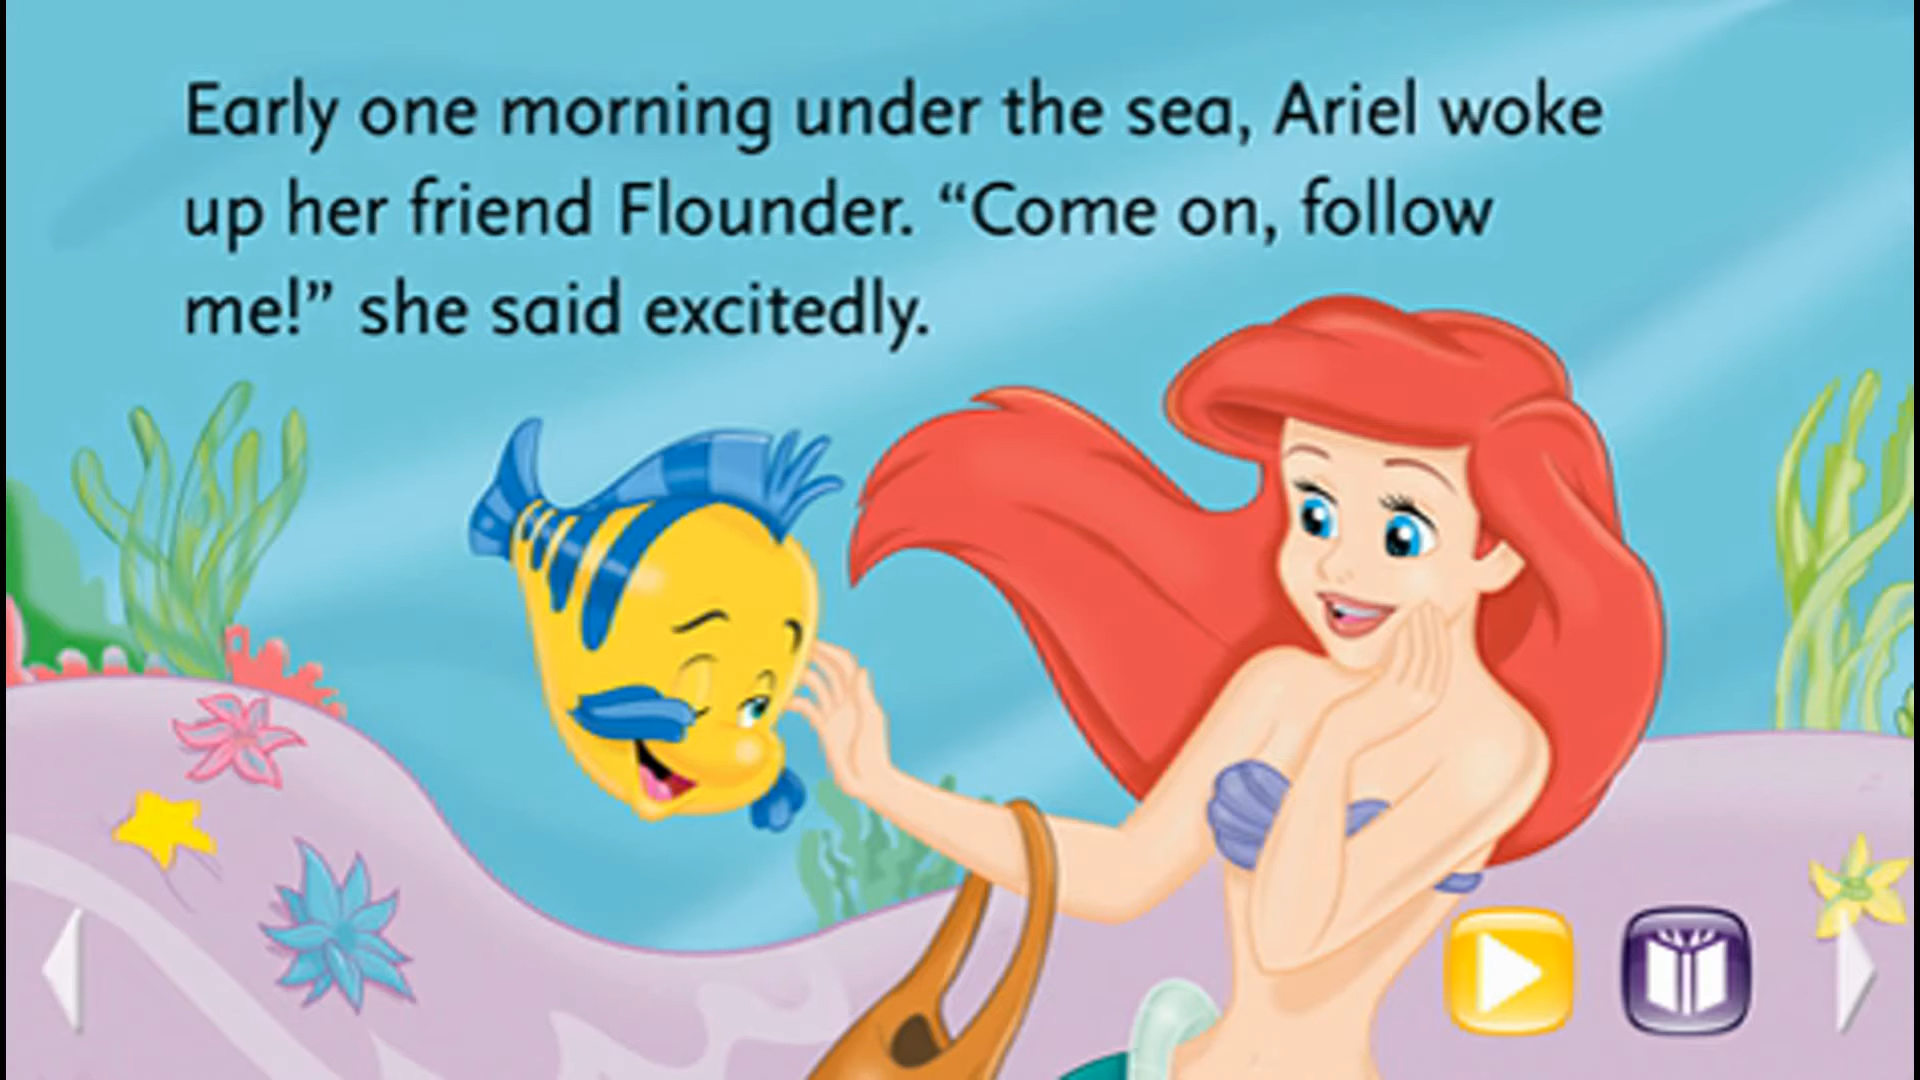 Early one morning under the sea, Ariel woke
up her friend Flounder. “Come on, follow
me!” she said excitedly.